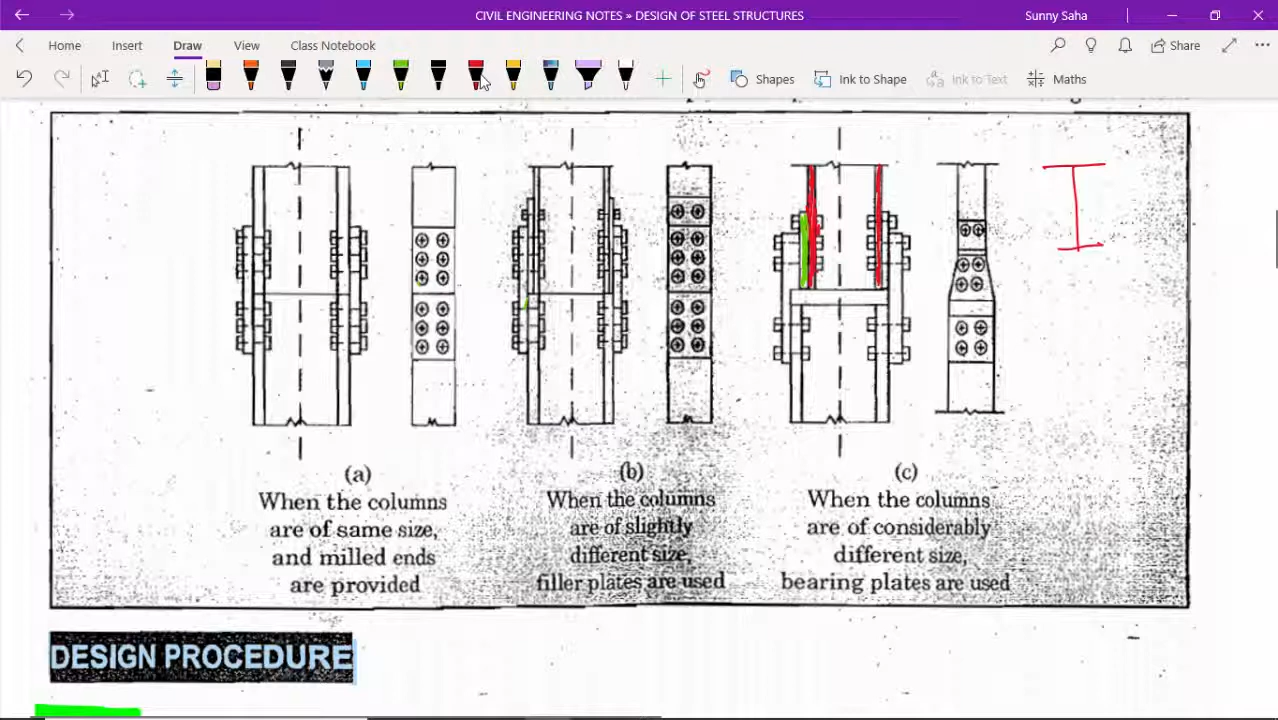 CIVIL ENGINEERING NOTES » DESIGN OF STEEL STRUCTURES
Sunny Saha
Home Insert Draw View Class Notebook
Share
Shapes Ink to Shape Ink to Text Maths
(a)
When the columns
are of same size,
and milled ends
are provided
(b)
When the columns
are of slightly
different size,
filler plates are used
(c)
When the columns
are of considerably
different size,
bearing plates are used
DESIGN PROCEDURE